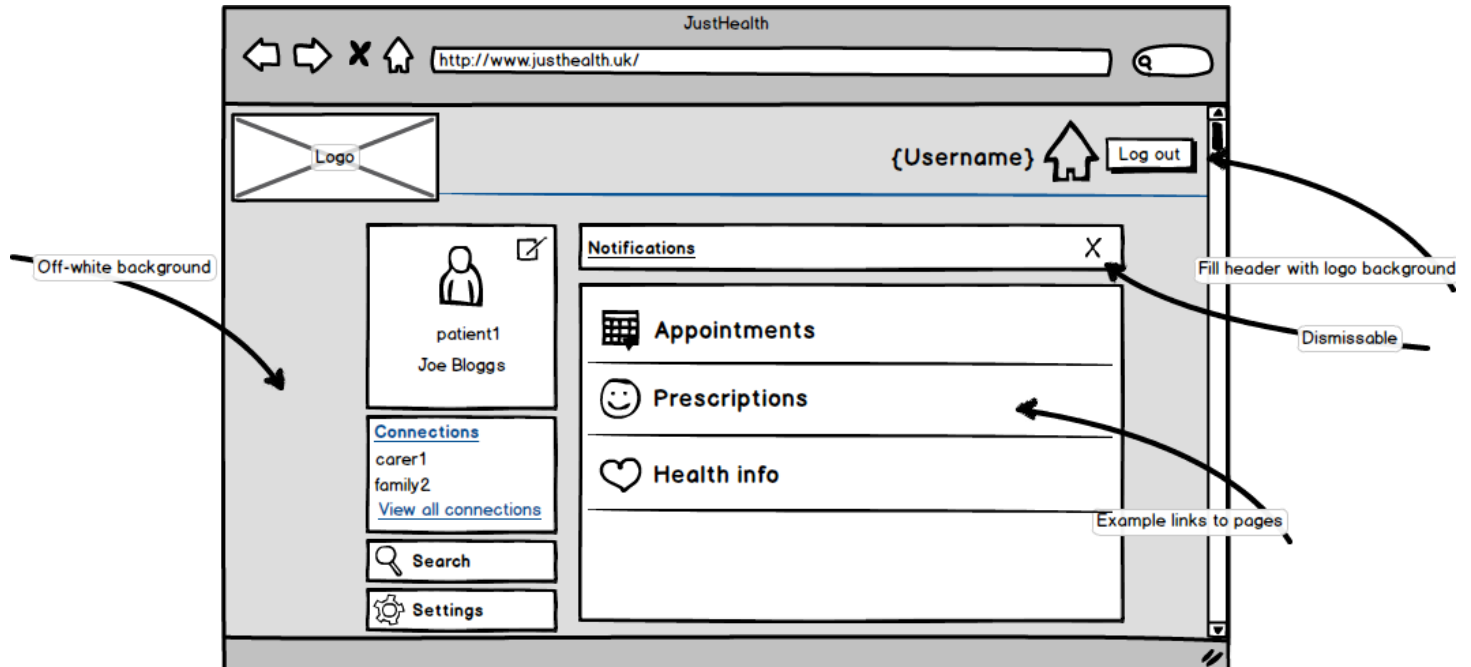 JustHealth
http://www.justhealth.uk/
Logo
{Username}
Log out
Off-white background
patient1
Joe Bloggs
Connections
carer1
family2
View all connections
Search
Settings
Notifications
X
Appointments
Prescriptions
Health info
Fill header with logo background
Dismissable
Example links to pages